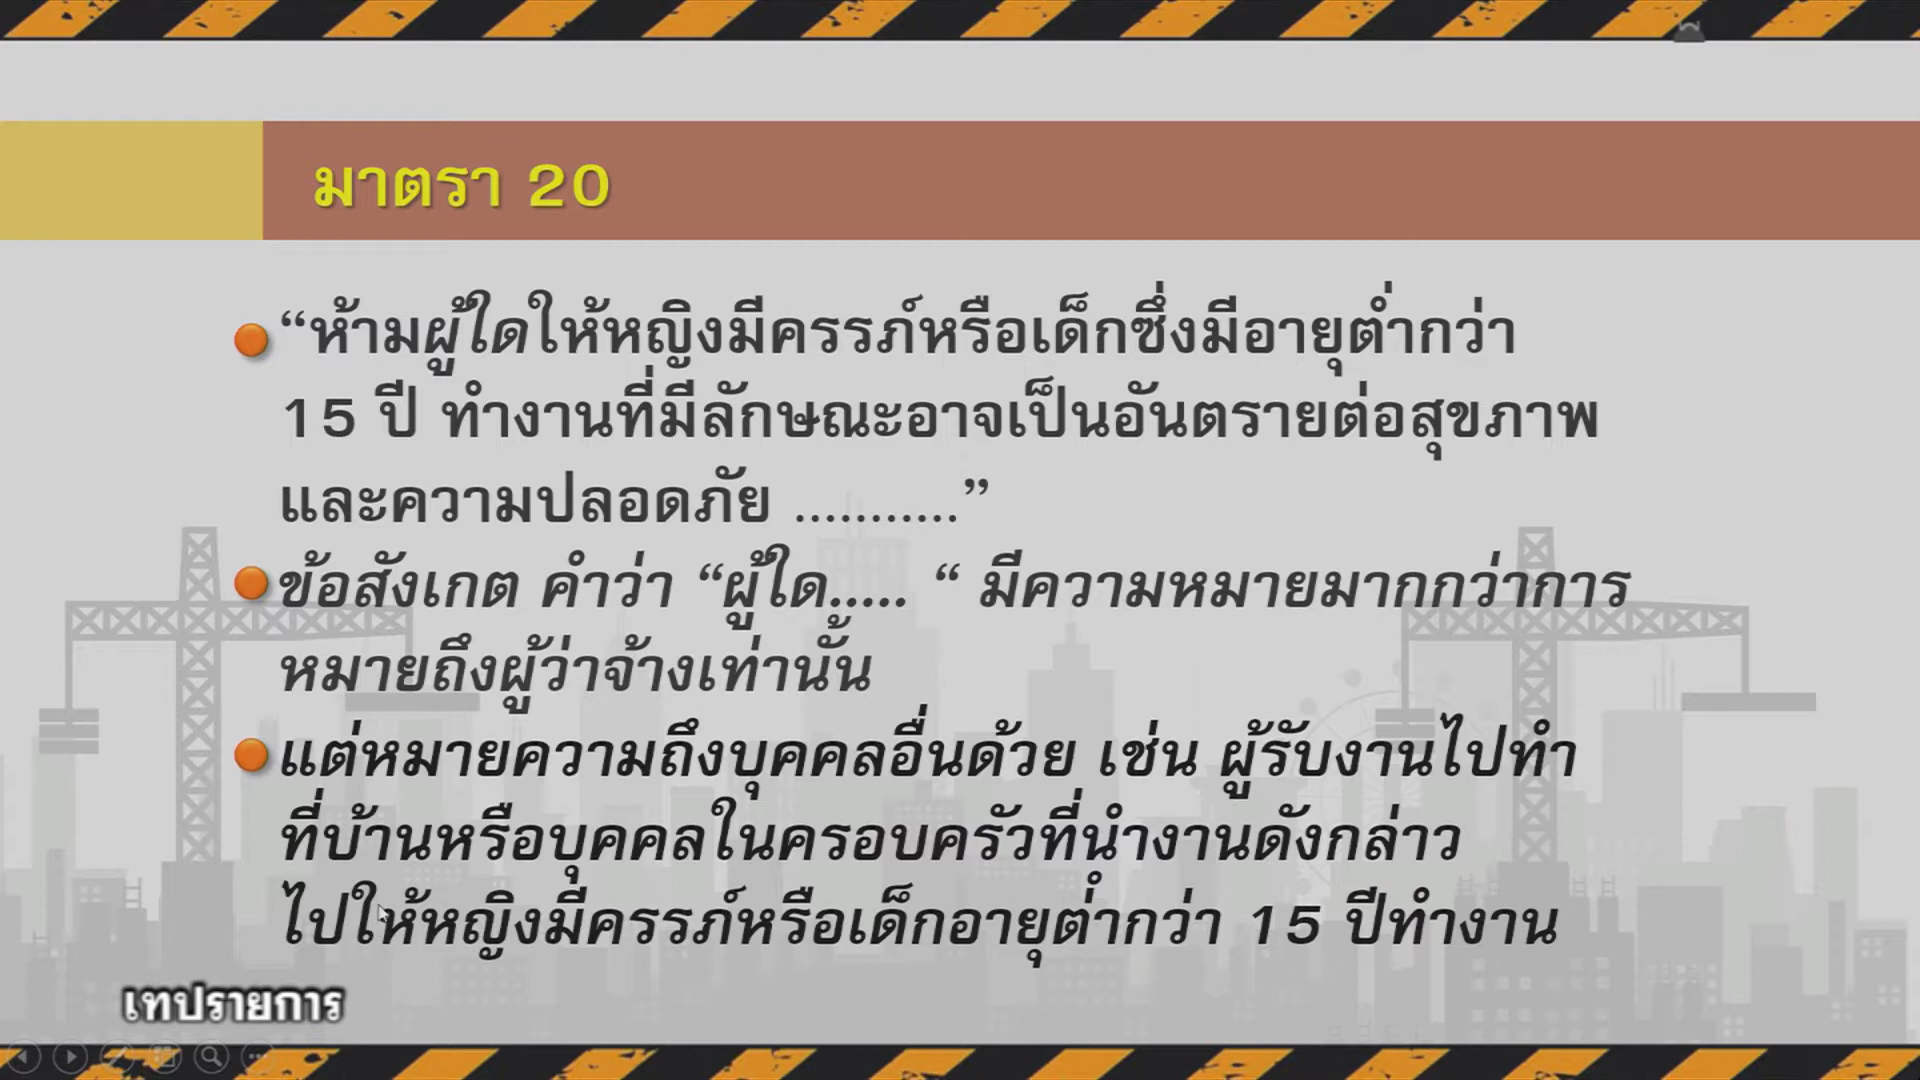 มาตรา 20
“ห้ามผู้ใดให้หญิงมีครรภ์หรือเด็กซึ่งมีอายุต่ำกว่า
15 ปี ทำงานที่มีลักษณะอาจเป็นอันตรายต่อสุขภาพ
และความปลอดภัย ...........”
ข้อสังเกต คำว่า “ผู้ใด..... “ มีความหมายมากกว่าการ
หมายถึงผู้ว่าจ้างเท่านั้น
แต่หมายความถึงบุคคลอื่นด้วย เช่น ผู้รับงานไปทำ
ที่บ้านหรือบุคคลในครอบครัวที่นำงานดังกล่าว
ไปให้หญิงมีครรภ์หรือเด็กอายุต่ำกว่า 15 ปีทำงาน
เทปรายการ